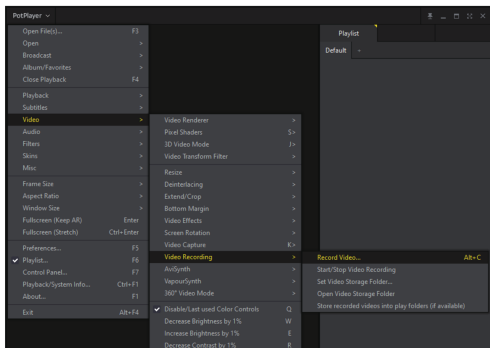 PotPlayer
Playlist
Default +
Open File(s)... F3
Open >
Broadcast >
Album/Favorites >
Close Playback F4
Playback >
Subtitles >
Video >
Audio >
Filters >
Skins >
Misc >
Frame Size >
Aspect Ratio >
Window Size >
Fullscreen (Keep AR) Enter
Fullscreen (Stretch) Ctrl+Enter
Preferences... F5
Playlist... F6
Control Panel... F7
Playback/System Info... Ctrl+F1
About... F1
Exit Alt+F4
Video Renderer >
Pixel Shaders S>
3D Video Mode J>
Video Transform Filter >
Resize >
Deinterlacing >
Extend/Crop >
Bottom Margin >
Video Effects >
Screen Rotation >
Video Capture K>
Video Recording >
AviSynth >
VapourSynth >
360° Video Mode >
Disable/Last used Color Controls Q
Decrease Brightness by 1% W
Increase Brightness by 1% E
Decrease Contrast by 1% R
Record Video... Alt+C
Start/Stop Video Recording
Set Video Storage Folder...
Open Video Storage Folder
Store recorded videos into play folders (if available)